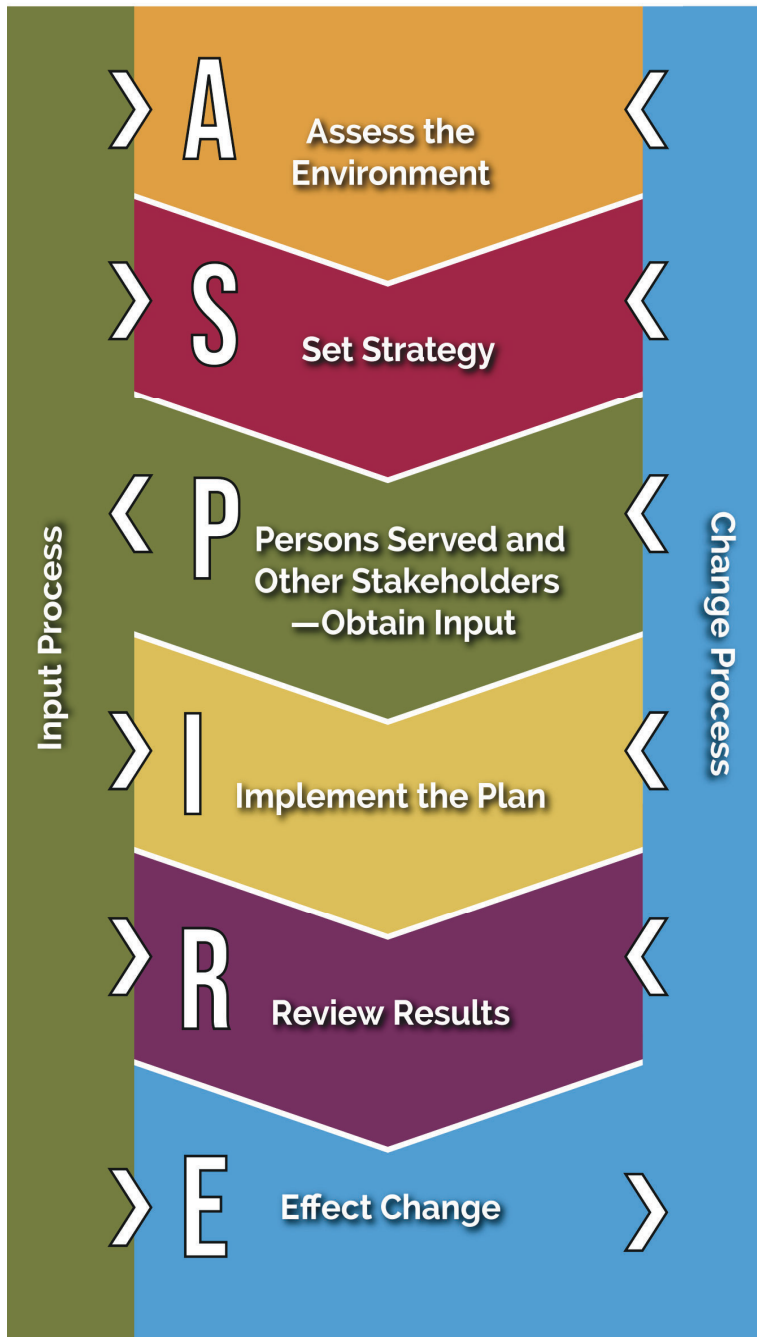 A
Assess the
Environment
S
Set Strategy
P
Persons Served and
Other Stakeholders
—Obtain Input
I
Implement the Plan
R
Review Results
E
Effect Change
Input Process
Change Process